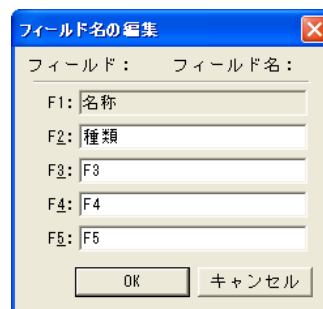 フィールド名の編集
フィールド： フィールド名：
F1: 名称
F2: 種類
F3: F3
F4: F4
F5: F5
OK キャンセル